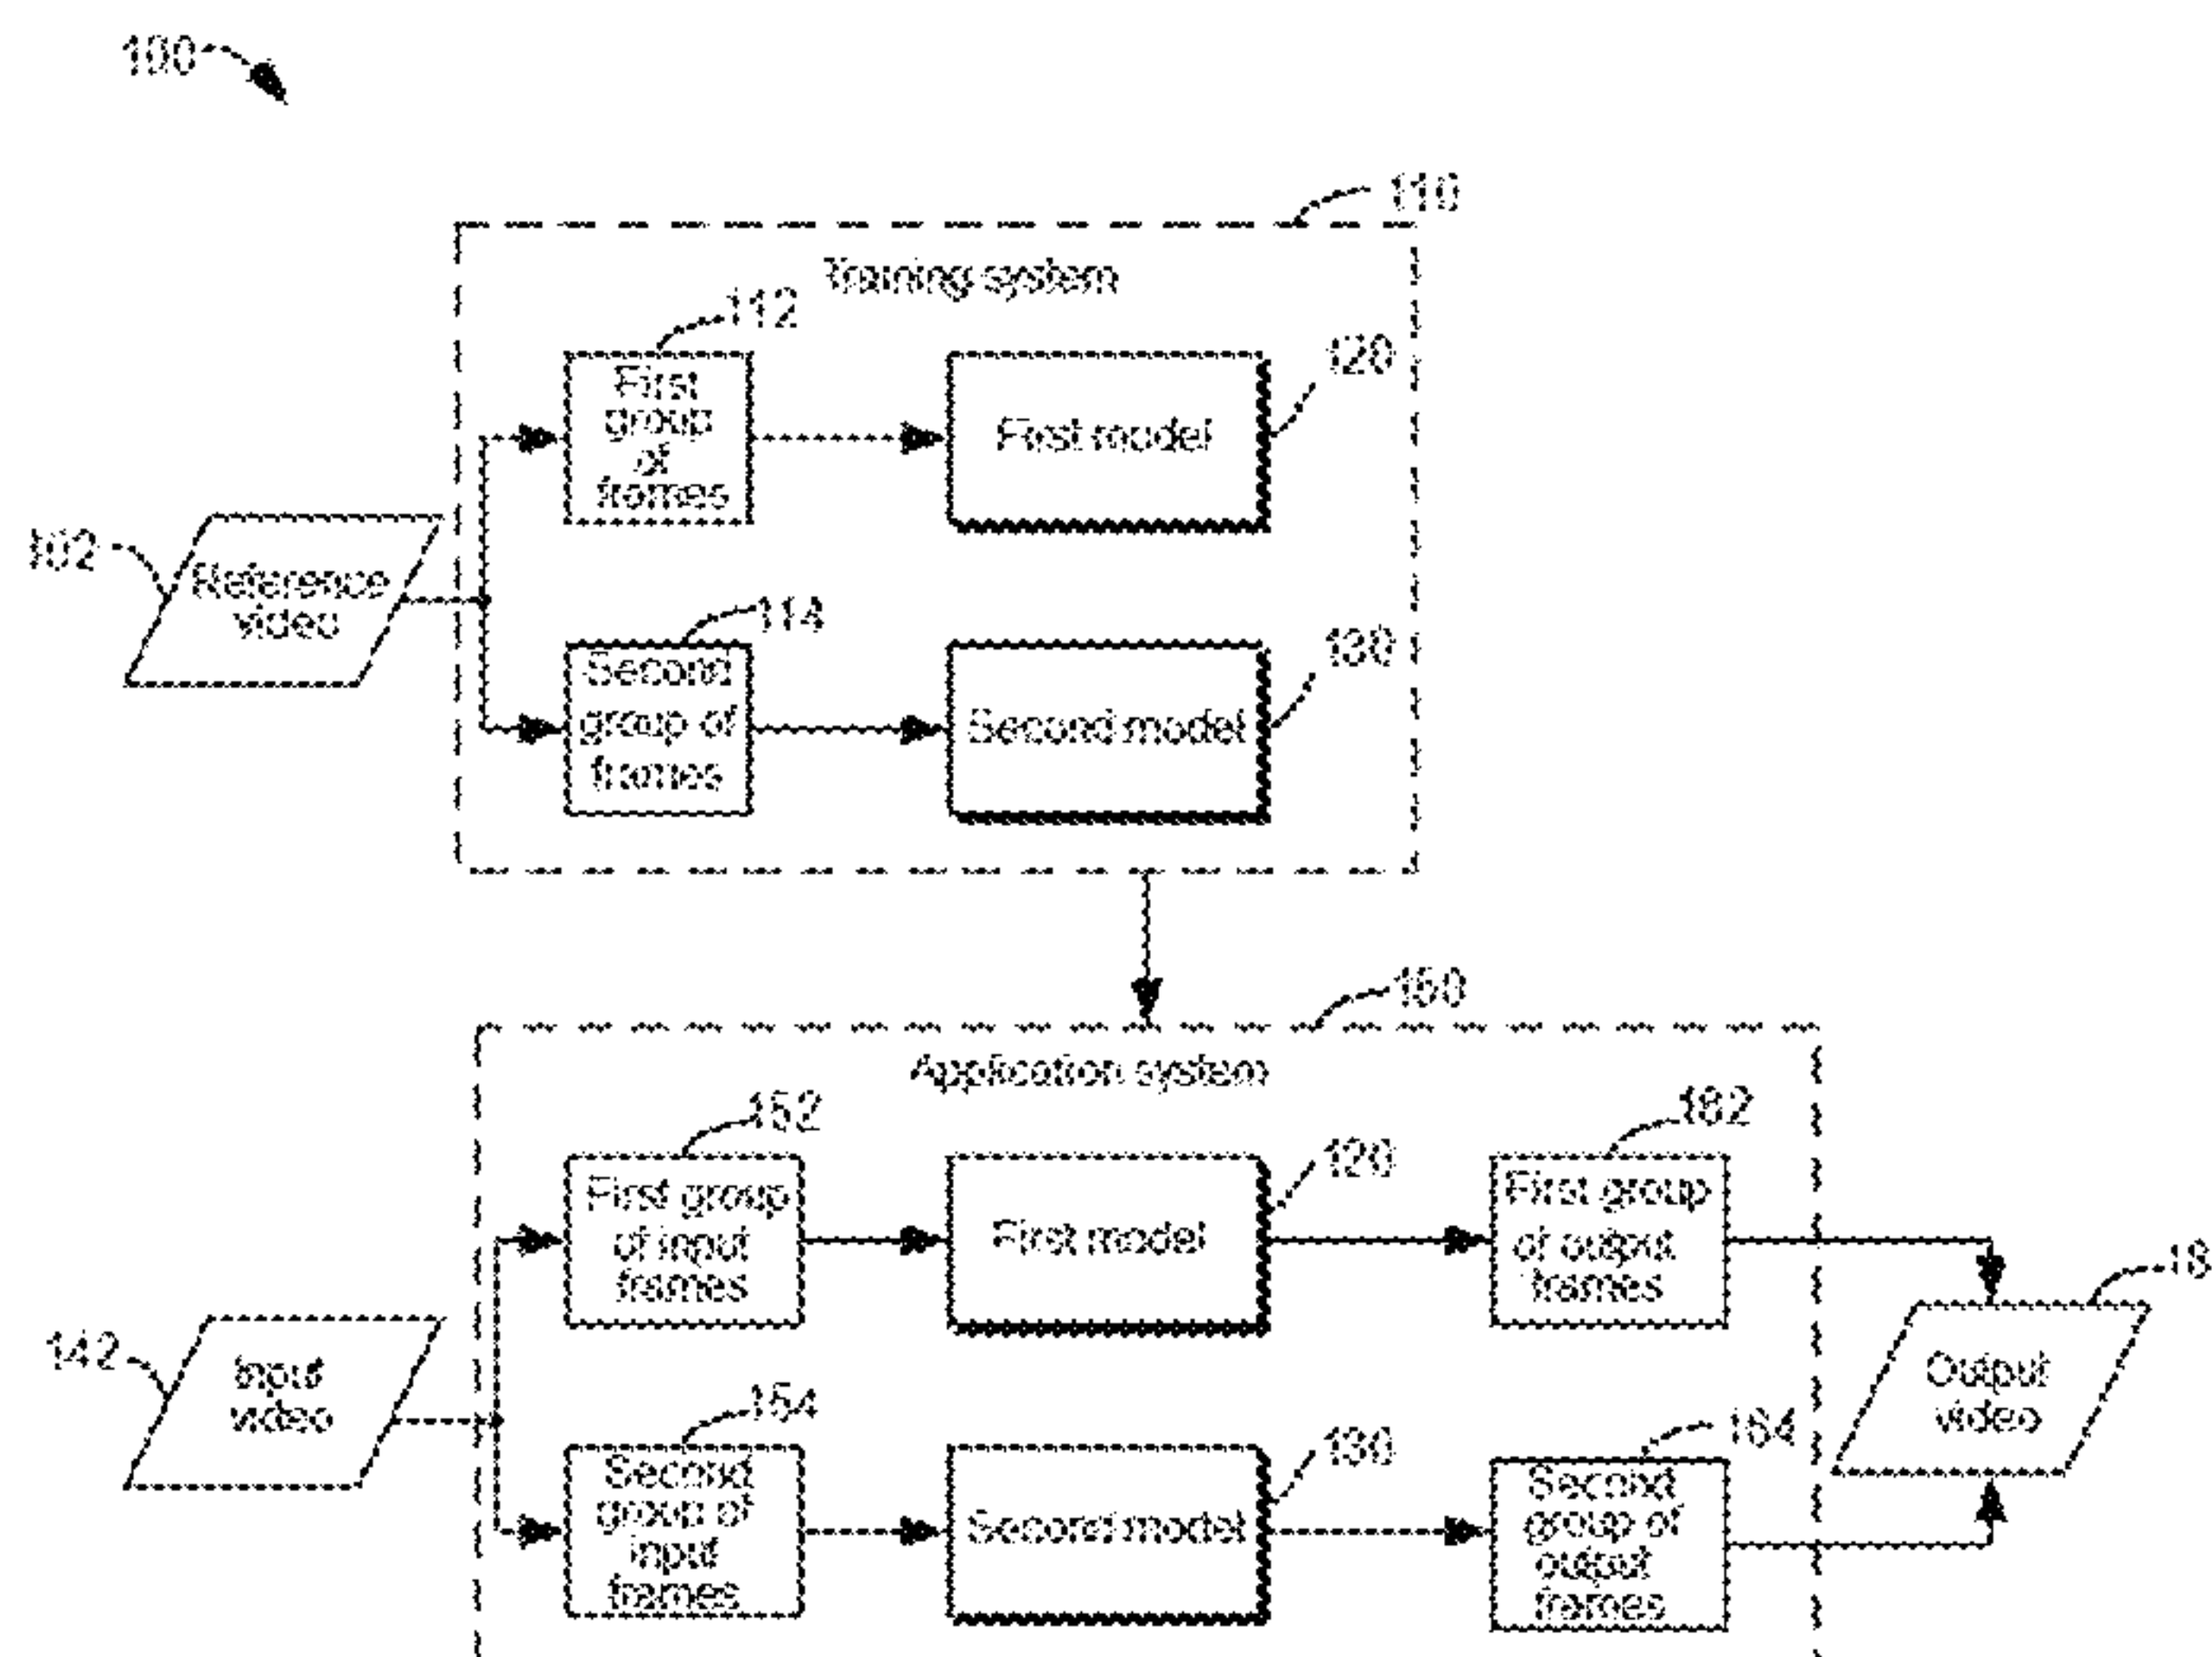 100
110
Training system
112
First
group
of
frames
120
First model
102
Reference
video
114
Second
group of
frames
130
Second model
150
Application system
152
First group
of input
frames
120
First model
162
First group
of output
frames
18
142
Input
video
Output
video
154
Second
group of
input
frames
130
Second model
164
Second
group of
output
frames